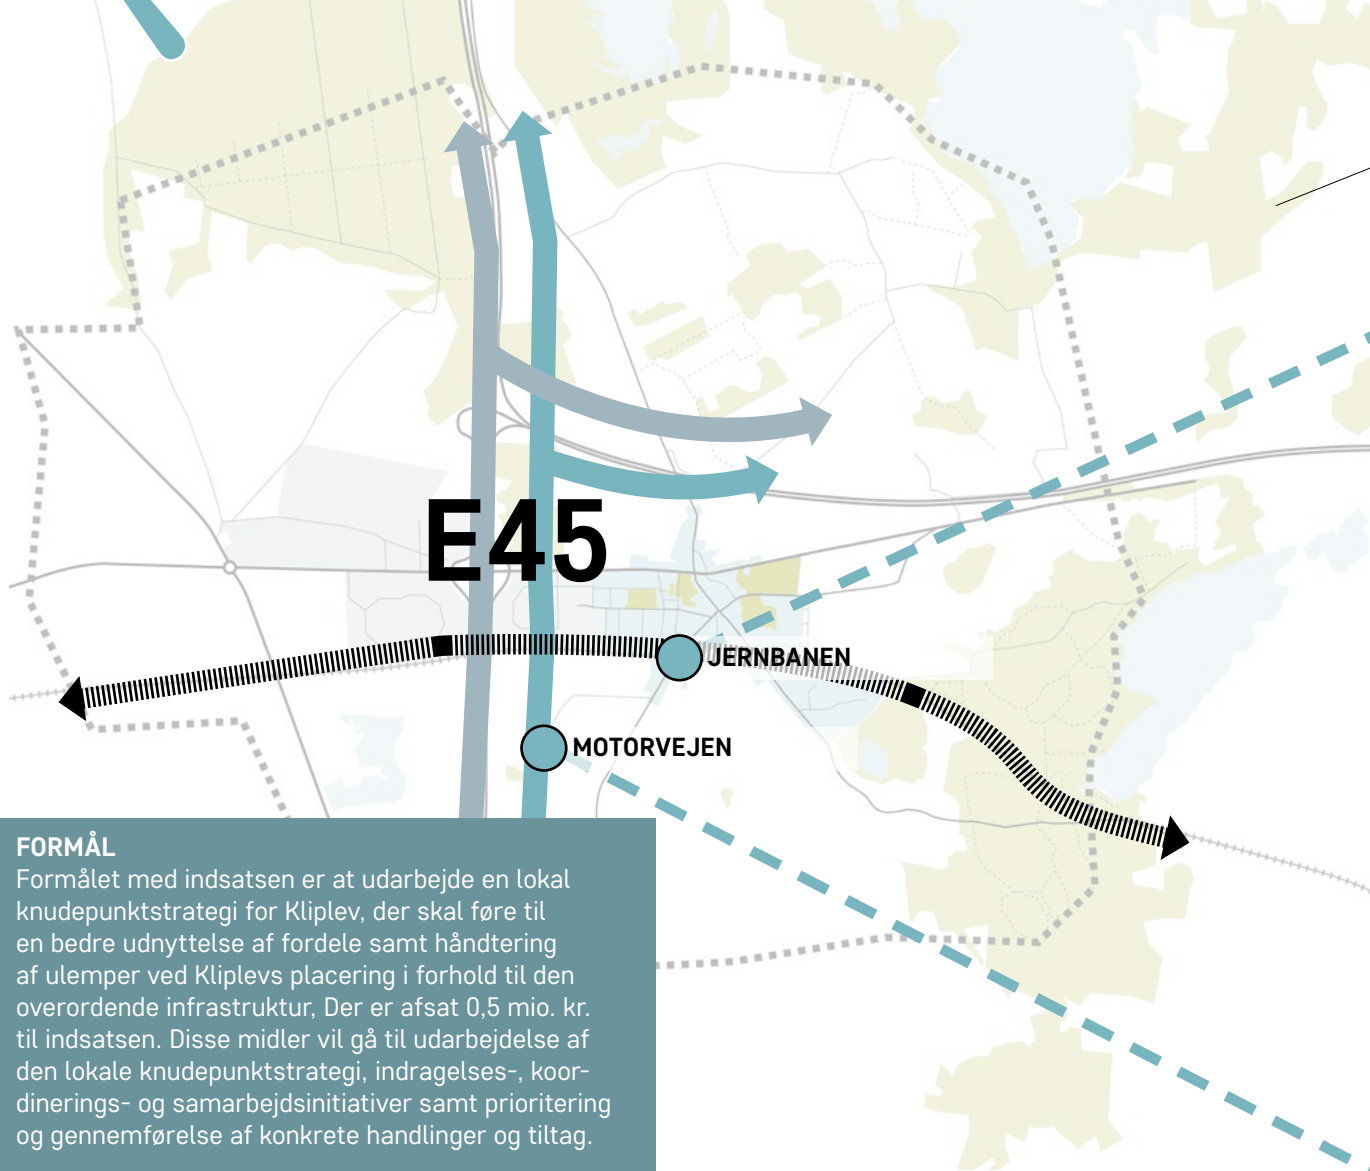 E45
JERNBANEN
MOTORVEJEN
FORMÅL
Formålet med indsatsen er at udarbejde en lokal
knudepunktstrategi for Kliplev, der skal føre til
en bedre udnyttelse af fordele samt håndtering
af ulemper ved Kliplevs placering i forhold til den
overordende infrastruktur, Der er afsat 0,5 mio. kr.
til indsatsen. Disse midler vil gå til udarbejdelse af
den lokale knudepunktstrategi, indragelses-, koor-
dinerings- og samarbejdsinitiativer samt prioritering
og gennemførelse af konkrete handlinger og tiltag.